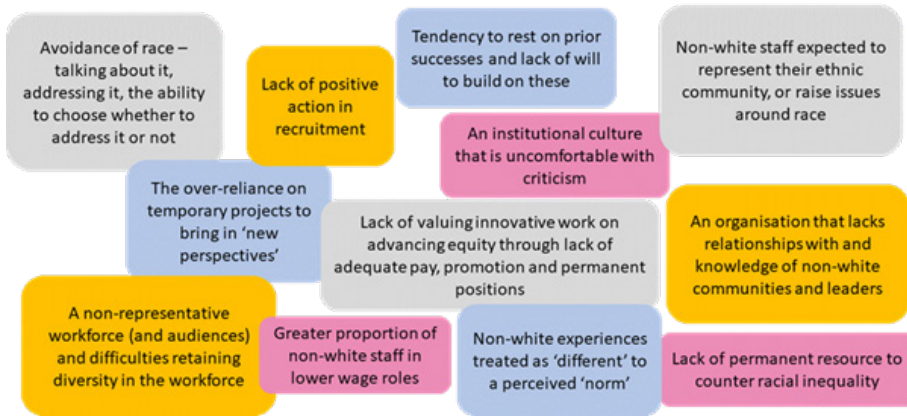 Avoidance of race –
talking about it,
addressing it, the ability
to choose whether to
address it or not
Lack of positive
action in
recruitment
Tendency to rest on prior
successes and lack of will
to build on these
Non-white staff expected to
represent their ethnic
community, or raise issues
around race
An institutional culture
that is uncomfortable with
criticism
The over-reliance on
temporary projects to
bring in ‘new
perspectives’
Lack of valuing innovative work on
advancing equity through lack of
adequate pay, promotion and permanent
positions
An organisation that lacks
relationships with and
knowledge of non-white
communities and leaders
A non-representative
workforce (and audiences)
and difficulties retaining
diversity in the workforce
Greater proportion of
non-white staff in
lower wage roles
Non-white experiences
treated as ‘different’ to
a perceived ‘norm’
Lack of permanent resource to
counter racial inequality